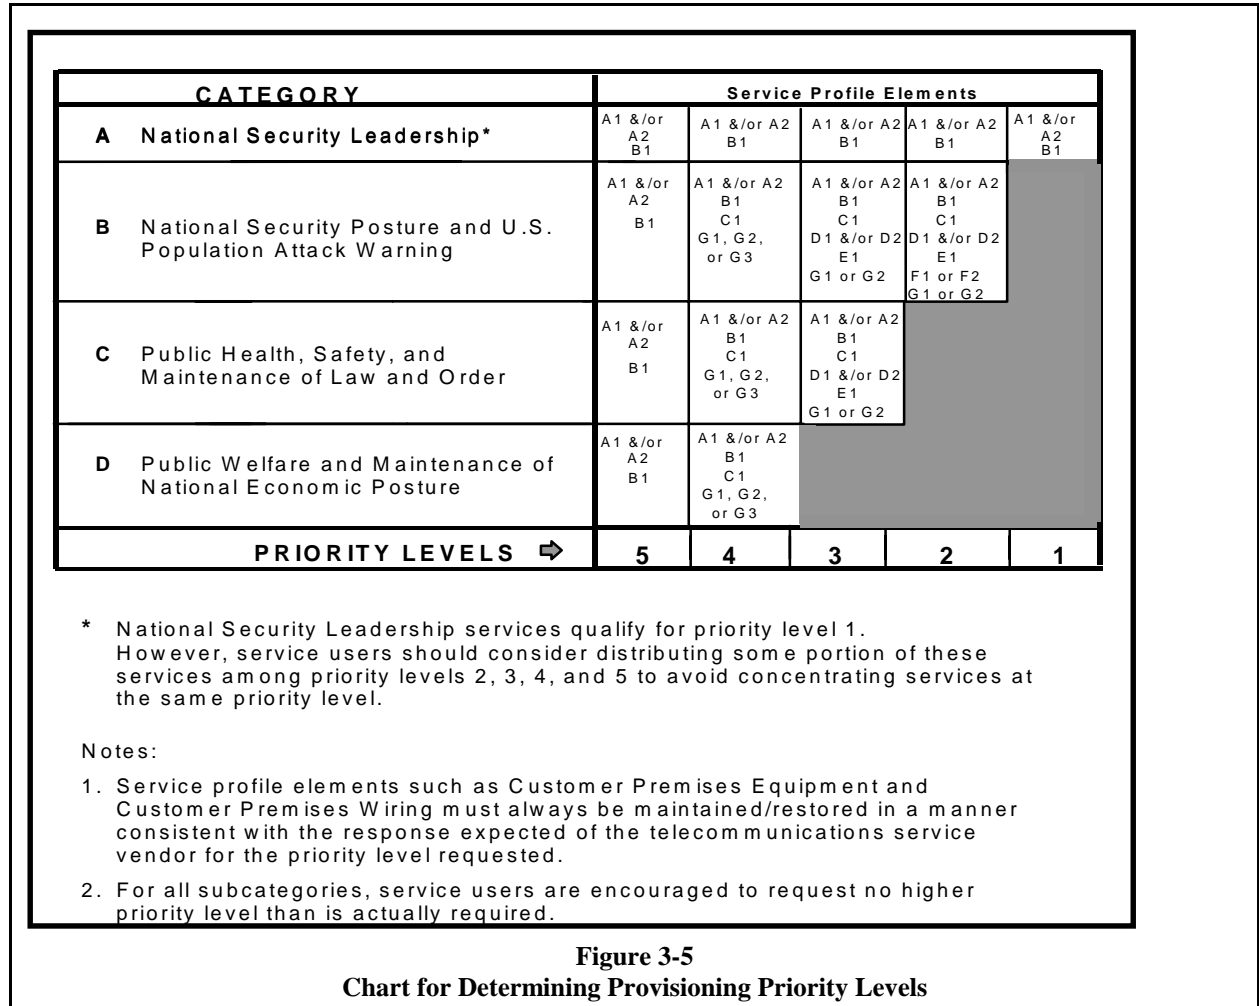 CATEGORY
Service Profile Elements
A National Security Leadership*
A1 &/or
A2
B1
A1 &/or A2
B1
A1 &/or A2
B1
A1 &/or A2
B1
A1 &/or
A2
B1
B National Security Posture and U.S.
Population Attack Warning
A1 &/or
A2
B1
A1 &/or A2
B1
C1
G1, G2,
or G3
A1 &/or A2
B1
C1
D1 &/or D2
E1
G1 or G2
A1 &/or A2
B1
C1
D1 &/or D2
E1
F1 or F2
G1 or G2
C Public Health, Safety, and
Maintenance of Law and Order
A1 &/or
A2
B1
A1 &/or A2
B1
C1
G1, G2,
or G3
A1 &/or A2
B1
C1
D1 &/or D2
E1
G1 or G2
D Public Welfare and Maintenance of
National Economic Posture
A1 &/or
A2
B1
A1 &/or A2
B1
C1
G1, G2,
or G3
PRIORITY LEVELS ⇨ 5 4 3 2 1
* National Security Leadership services qualify for priority level 1.
However, service users should consider distributing some portion of these
services among priority levels 2, 3, 4, and 5 to avoid concentrating services at
the same priority level.
Notes:
1. Service profile elements such as Customer Premises Equipment and
Customer Premises Wiring must always be maintained/restored in a manner
consistent with the response expected of the telecommunications service
vendor for the priority level requested.
2. For all subcategories, service users are encouraged to request no higher
priority level than is actually required.
Figure 3-5
Chart for Determining Provisioning Priority Levels